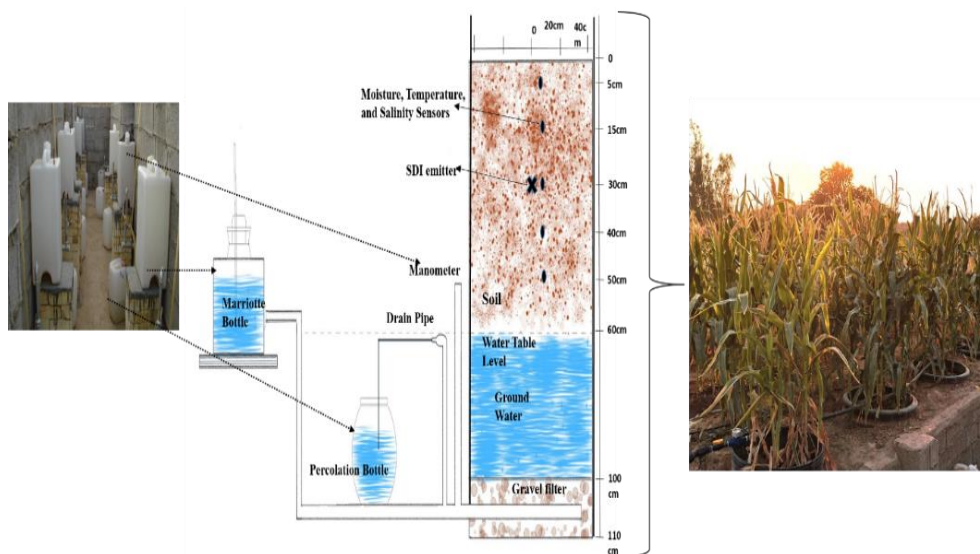 0
20cm
40c
m
0
5cm
15cm
30cm
40cm
50cm
60cm
100
cm
110
cm
Moisture, Temperature,
and Salinity Sensors
SDI emitter
Manometer
Marriotte
Bottle
Drain Pipe
Percolation Bottle
Soil
Water Table
Level
Ground
Water
Gravel filter